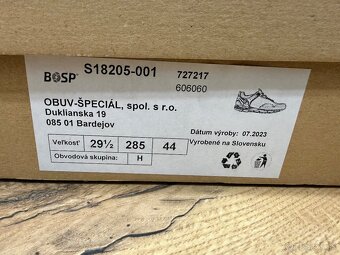 BOSP S18205-001 727217
606060
OBUV-ŠPECIÁL, spol. s r.o.
Duklianska 19
085 01 Bardejov
Dátum výroby: 07.2023
Vyrobené na Slovensku
Veľkosť 29½ 285 44
Obvodová skupina: H